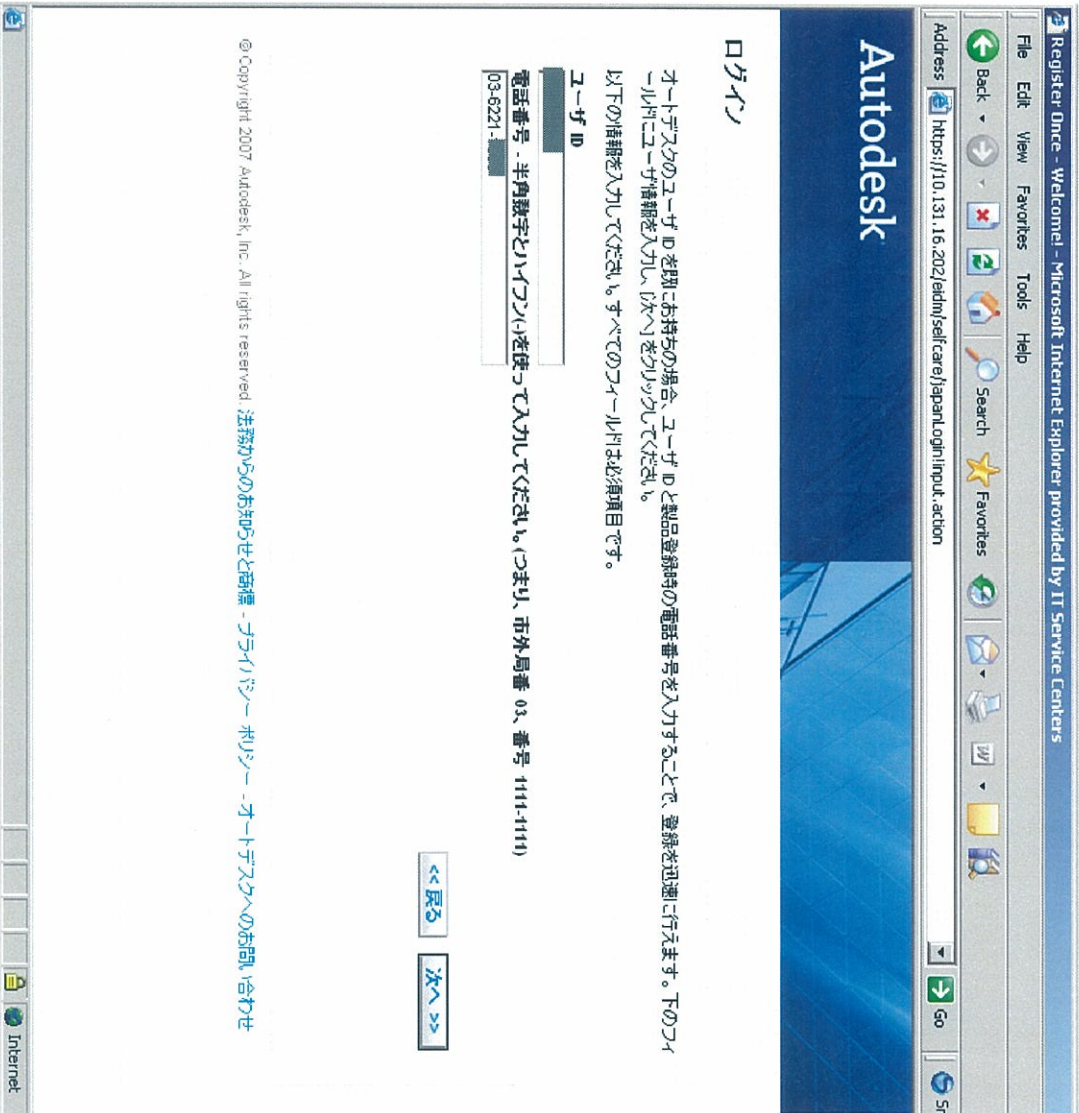 Register Once - Welcome! - Microsoft Internet Explorer provided by IT Service Centers
File Edit View Favorites Tools Help
Back Search Favorites
Address https://10.131.16.202/eidm/selfcare/japanLogin!input.action Go
Autodesk
ログイン
オートデスクのユーザ ID を既にお持ちの場合、ユーザ ID と製品登録時の電話番号を入力することで、登録を迅速に行えます。下のフィ
ールドにユーザ情報を入力し、[次へ] をクリックしてください。
以下の情報を入力してください。すべてのフィールドは必須項目です。
ユーザ ID
電話番号 - 半角数字とハイフン(-)を使って入力してください。(つまり、市外局番 03、番号 1111-1111)
03-6221-
<< 戻る 次へ >>
© Copyright 2007 Autodesk, Inc. All rights reserved. 法務からのお知らせと商標 - プライバシー ポリシー - オートデスクへのお問い合わせ
Internet